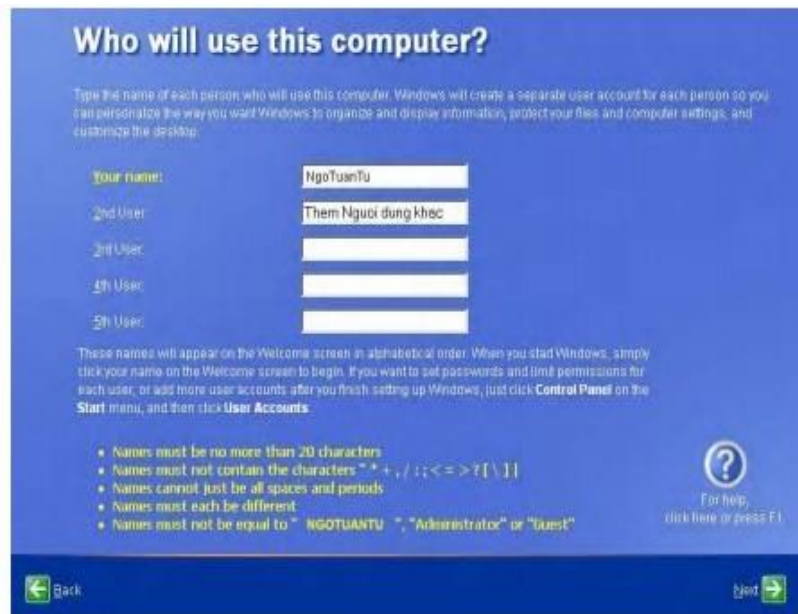 Who will use this computer?
Type the name of each person who will use this computer. Windows will create a separate user account for each person so you
can personalize the way you want Windows to organize and display information, protect your files and computer settings, and
customize the desktop.
Your name:
NgoTuanTu
2nd User:
Them Nguoi dung khac
3rd User:
4th User:
5th User:
These names will appear on the Welcome screen in alphabetical order. When you start Windows, simply
click your name on the Welcome screen to begin. If you want to set passwords and limit permissions for
each user, or add more user accounts after you finish setting up Windows, just click Control Panel on the
Start menu, and then click User Accounts.
• Names must be no more than 20 characters
• Names must not contain the characters " * + , / : ; < = > ? [ \ ] |
• Names cannot just be all spaces and periods
• Names must each be different
• Names must not be equal to " NGOTUANTU ", "Administrator" or "Guest"
For help,
click here or press F1
Back
Next